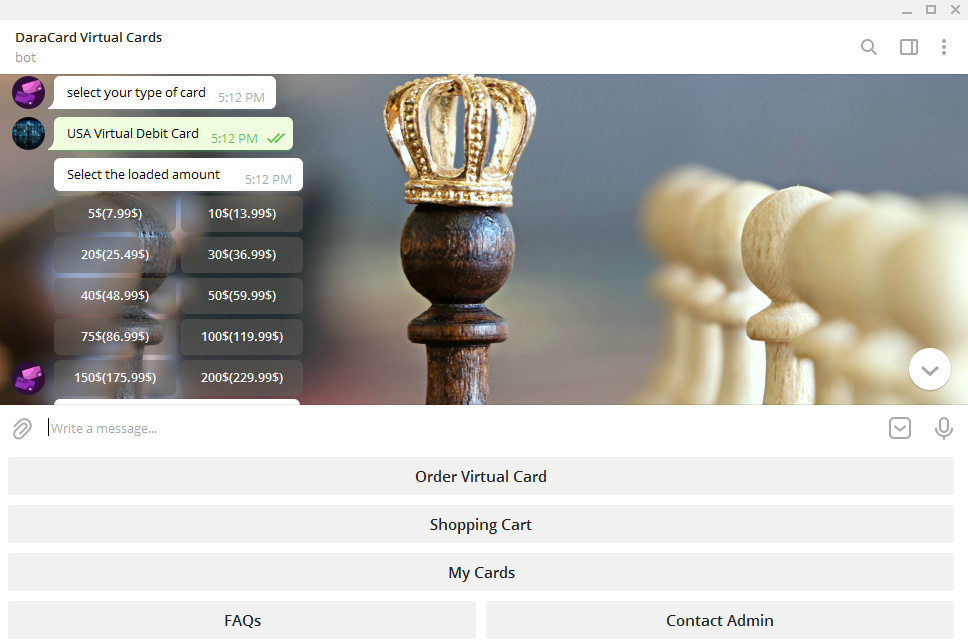 DaraCard Virtual Cards
bot
select your type of card 5:12 PM
USA Virtual Debit Card 5:12 PM
Select the loaded amount 5:12 PM
5$(7.99$) 10$(13.99$)
20$(25.49$) 30$(36.99$)
40$(48.99$) 50$(59.99$)
75$(86.99$) 100$(119.99$)
150$(175.99$) 200$(229.99$)
Write a message...
Order Virtual Card
Shopping Cart
My Cards
FAQs Contact Admin